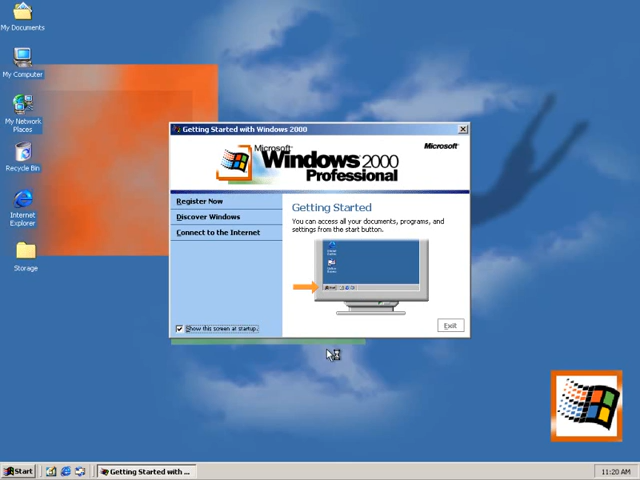 My Documents
My Computer
My Network
Places
Recycle Bin
Internet
Explorer
Storage
Getting Started with Windows 2000
Microsoft
Microsoft
Windows 2000
Professional
Register Now
Discover Windows
Connect to the Internet
Getting Started
You can access all your documents, programs, and
settings from the start button.
Show this screen at startup.
Exit
Start
Getting Started with ...
11:20 AM